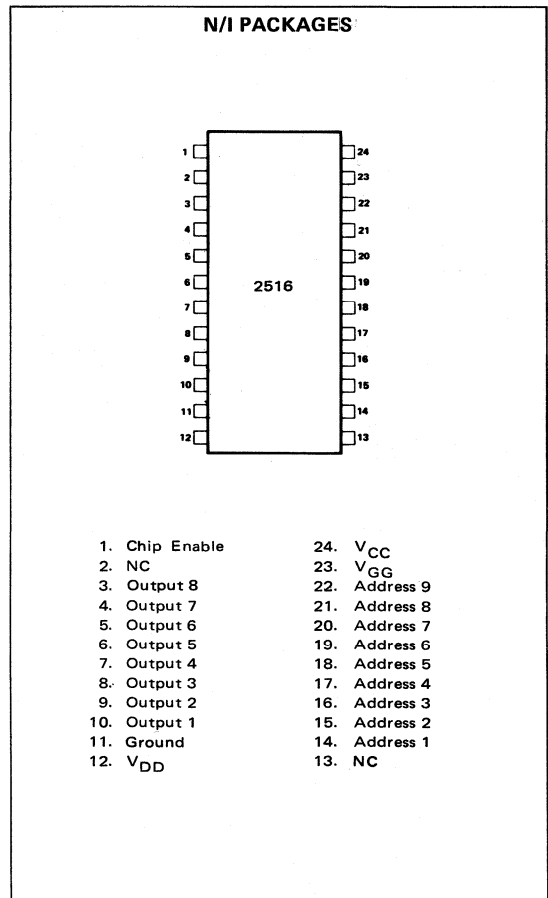 N/I PACKAGES
1 24
2 23
3 22
4 21
5 20
6 2516 19
7 18
8 17
9 16
10 15
11 14
12 13
1. Chip Enable 24. VCC
2. NC 23. VGG
3. Output 8 22. Address 9
4. Output 7 21. Address 8
5. Output 6 20. Address 7
6. Output 5 19. Address 6
7. Output 4 18. Address 5
8. Output 3 17. Address 4
9. Output 2 16. Address 3
10. Output 1 15. Address 2
11. Ground 14. Address 1
12. VDD 13. NC